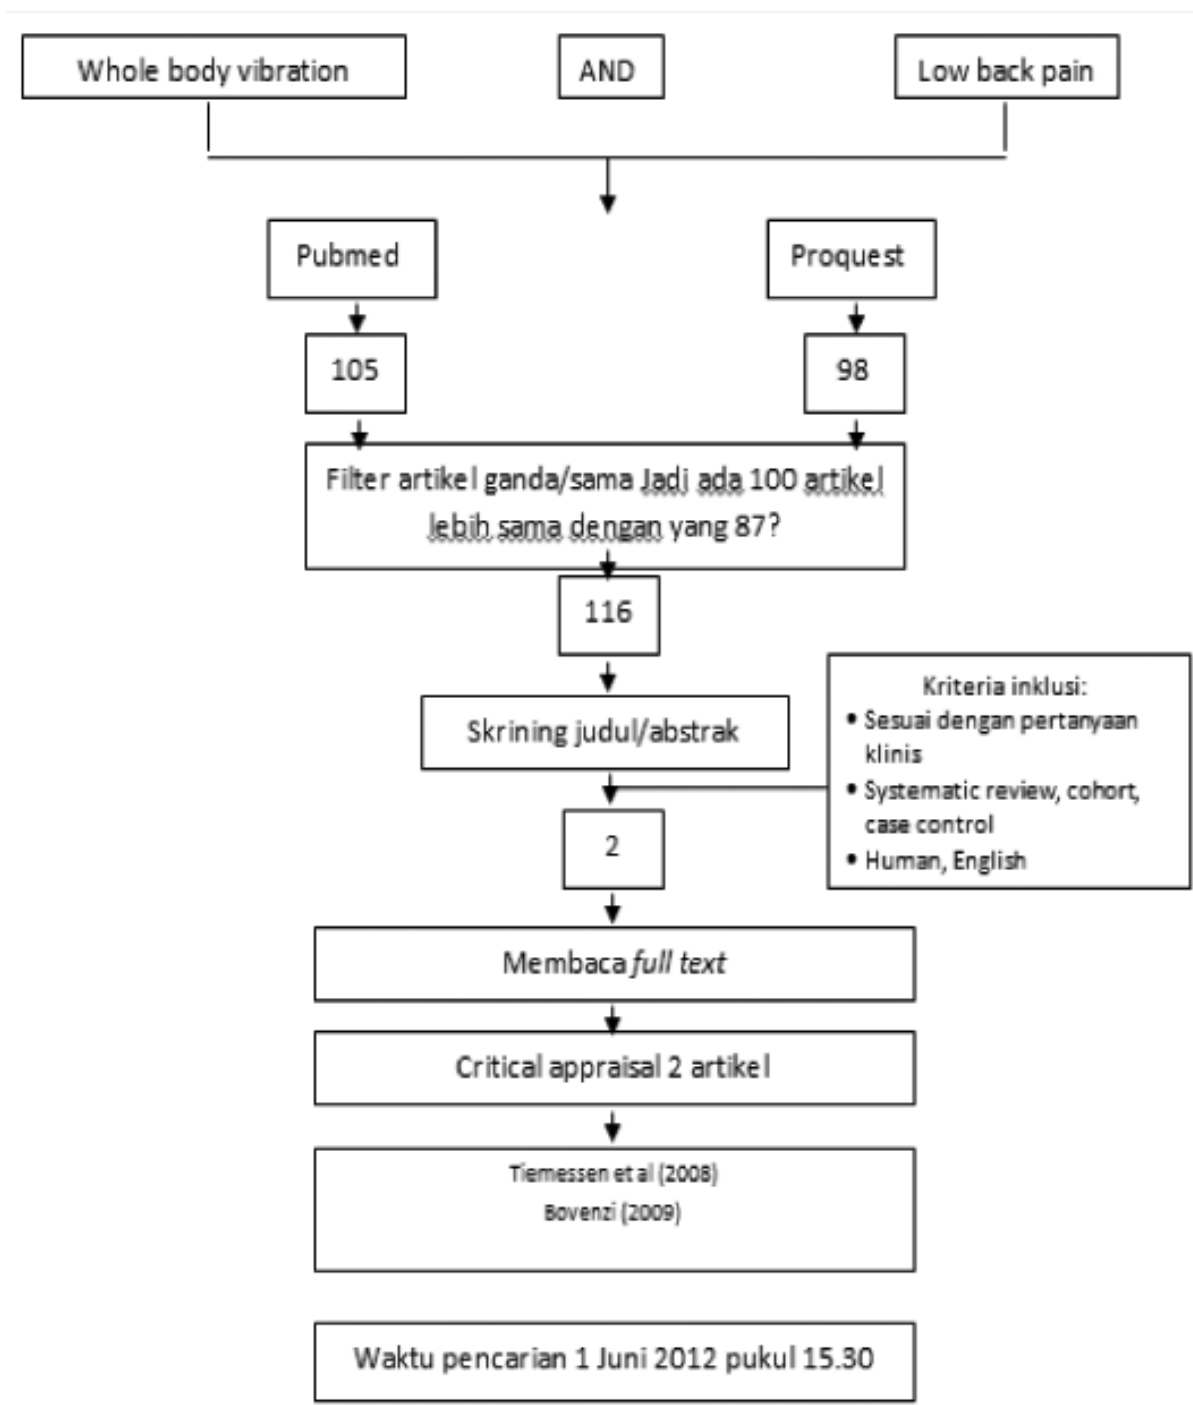 Whole body vibration
AND
Low back pain
Pubmed
Proquest
105
98
Filter artikel ganda/sama Jadi ada 100 artikel
lebih sama dengan yang 87?
116
Skrining judul/abstrak
Kriteria inklusi:
• Sesuai dengan pertanyaan
klinis
• Systematic review, cohort,
case control
• Human, English
2
Membaca full text
Critical appraisal 2 artikel
Tiemessen et al (2008)
Bovenzi (2009)
Waktu pencarian 1 Juni 2012 pukul 15.30